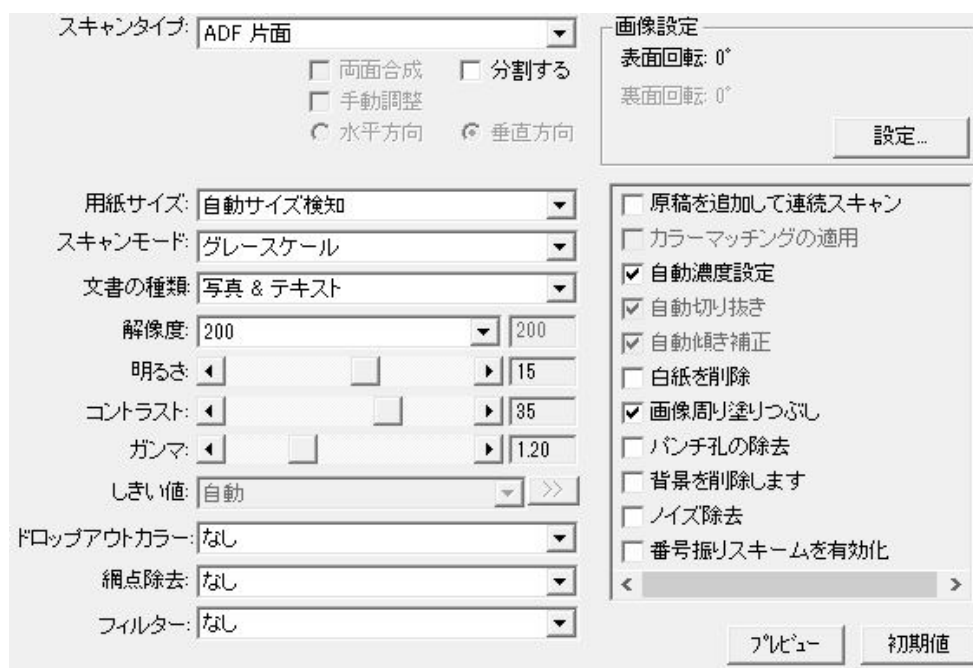 スキャンタイプ: ADF 片面
両面合成 分割する
手動調整
水平方向 垂直方向
用紙サイズ: 自動サイズ検知
スキャンモード: グレースケール
文書の種類: 写真 & テキスト
解像度: 200 200
明るさ: 15
コントラスト: 35
ガンマ: 1.20
しきい値: 自動 >>
ドロップアウトカラー: なし
網点除去: なし
フィルター: なし
画像設定
表面回転: 0°
裏面回転: 0°
設定...
原稿を追加して連続スキャン
カラーマッチングの適用
自動濃度設定
自動切り抜き
自動傾き補正
白紙を削除
画像周り塗りつぶし
パンチ孔の除去
背景を削除します
ノイズ除去
番号振りスキームを有効化
プレビュー 初期値